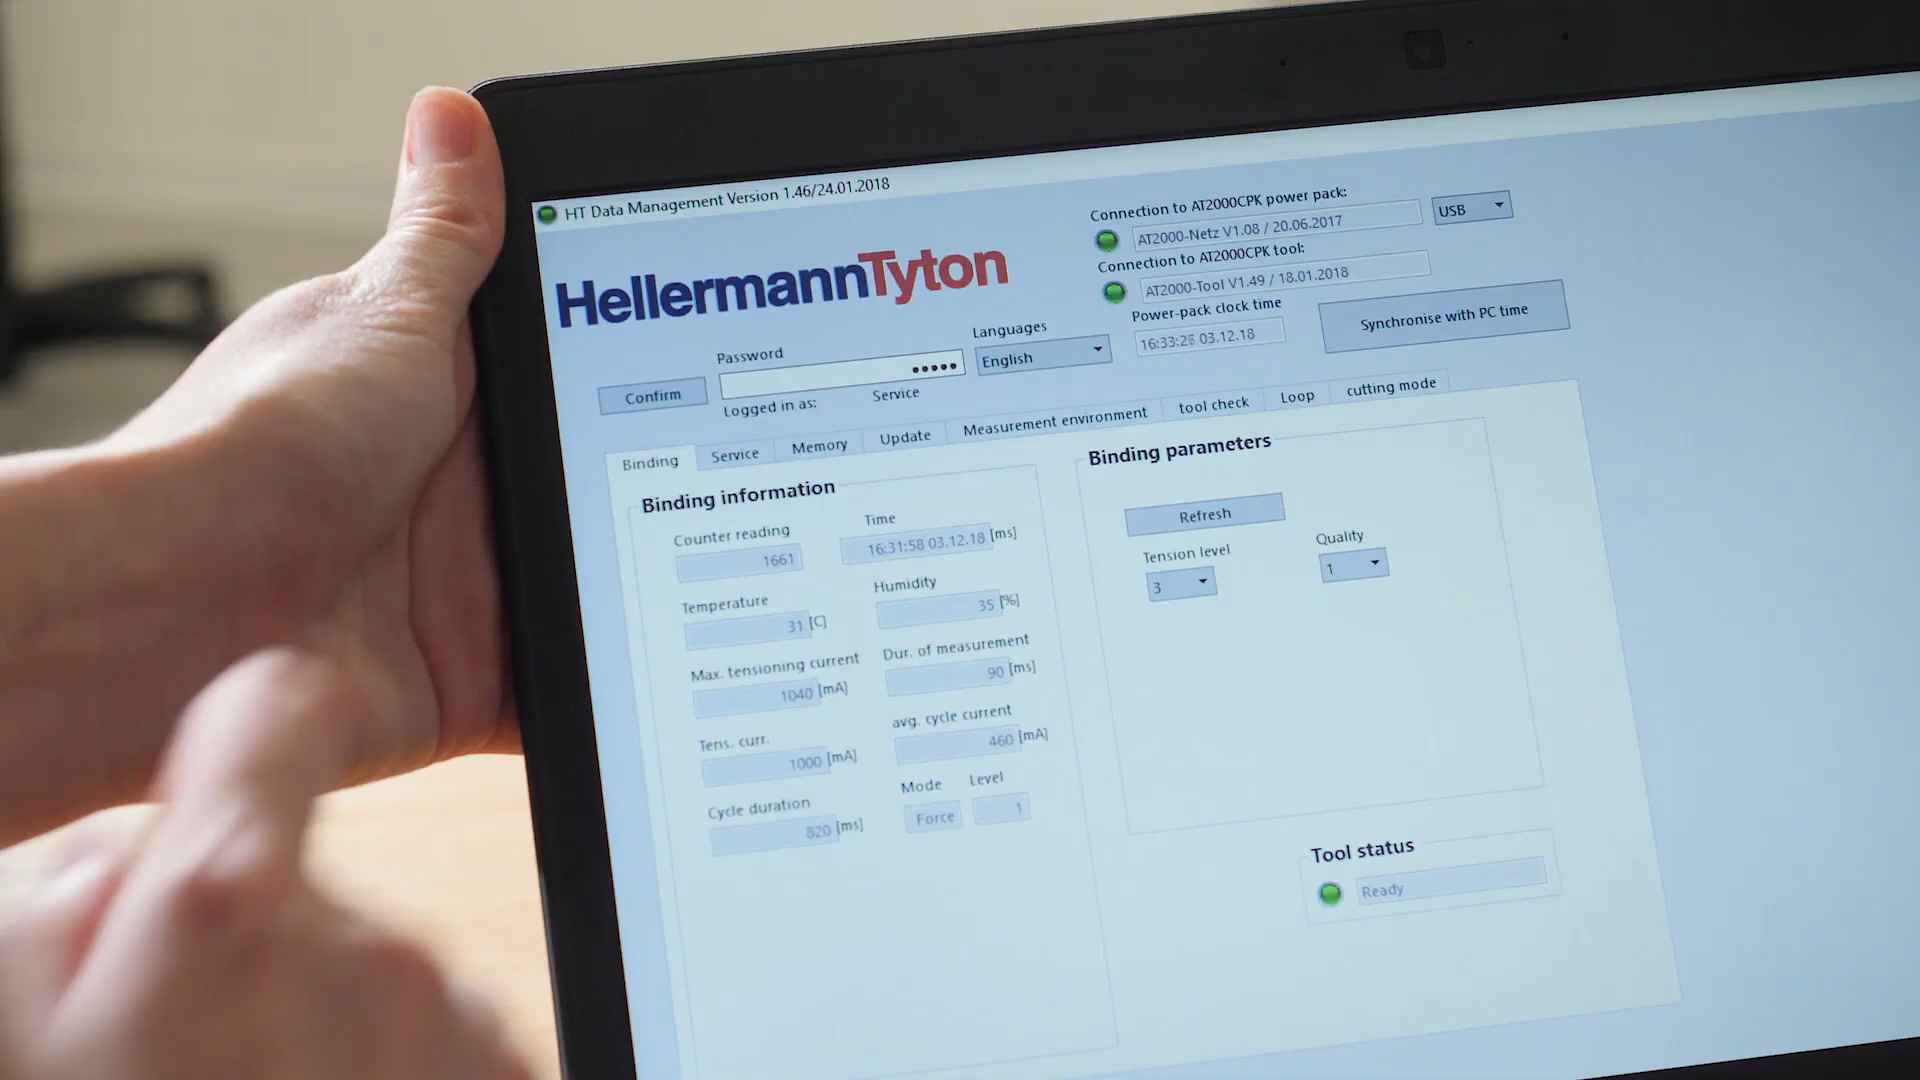 HT Data Management Version 1.46/24.01.2018
HellermannTyton
Connection to AT2000CPK power pack:
AT2000-Netz V1.08 / 20.06.2017
USB
Connection to AT2000CPK tool:
AT2000-Tool V1.49 / 18.01.2018
Power-pack clock time
16:33:28 03.12.18
Synchronise with PC time
Languages
English
Password
•••••
Confirm
Logged in as: Service
Binding Service Memory Update Measurement environment tool check Loop cutting mode
Binding information
Counter reading
1661
Time
16:31:58 03.12.18 [ms]
Temperature
31 [C]
Humidity
35 [%]
Max. tensioning current
1040 [mA]
Dur. of measurement
90 [ms]
Tens. curr.
1000 [mA]
avg. cycle current
460 [mA]
Cycle duration
820 [ms]
Mode Level
Force 1
Binding parameters
Refresh
Tension level
3
Quality
1
Tool status
Ready